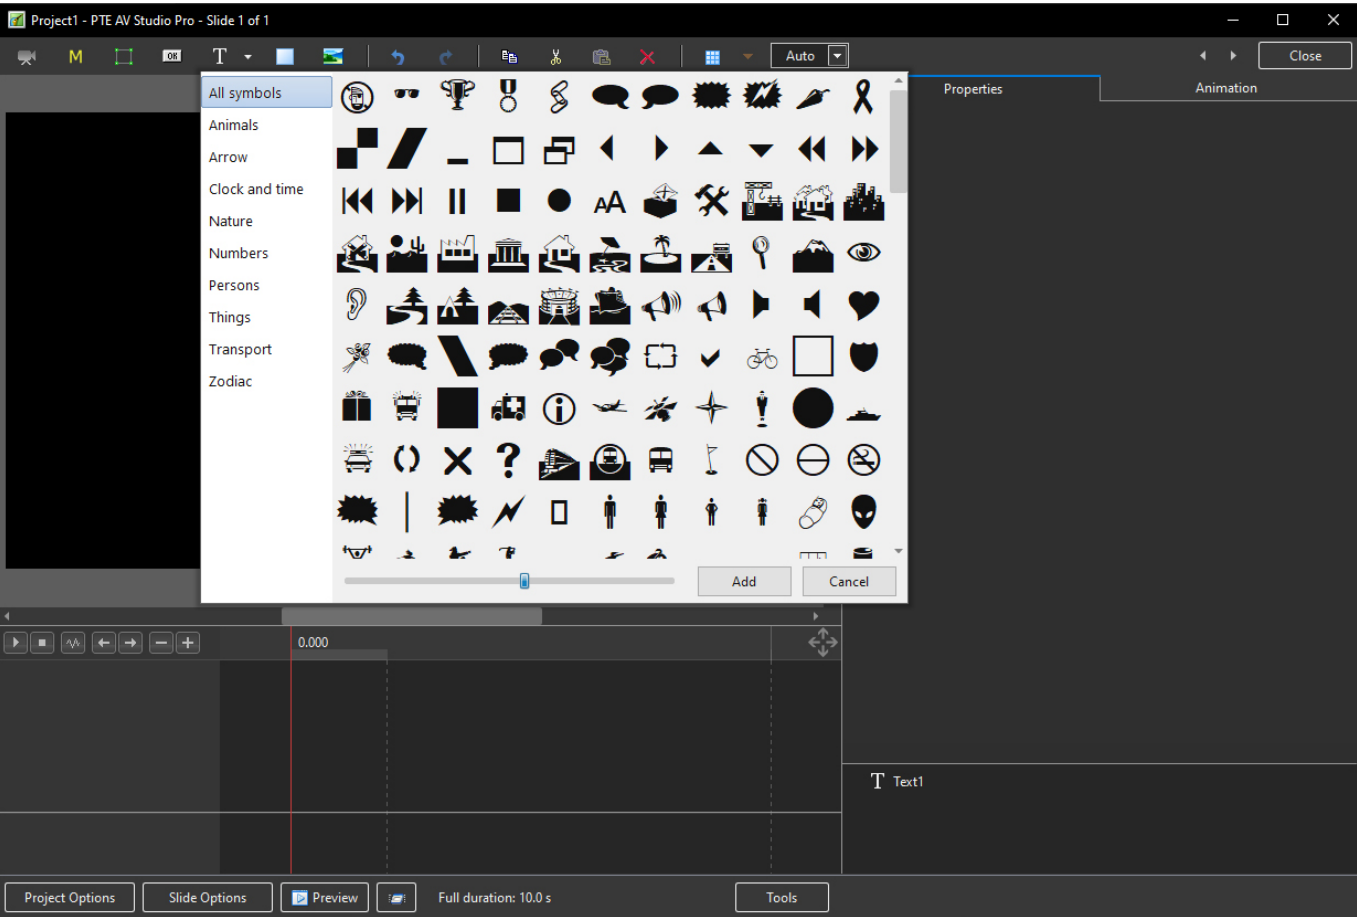 Project1 - PTE AV Studio Pro - Slide 1 of 1
M
OK
T
Auto
Close
All symbols
Animals
Arrow
Clock and time
Nature
Numbers
Persons
Things
Transport
Zodiac
AA
Add
Cancel
Properties
Animation
0.000
T Text1
Project Options
Slide Options
Preview
Full duration: 10.0 s
Tools